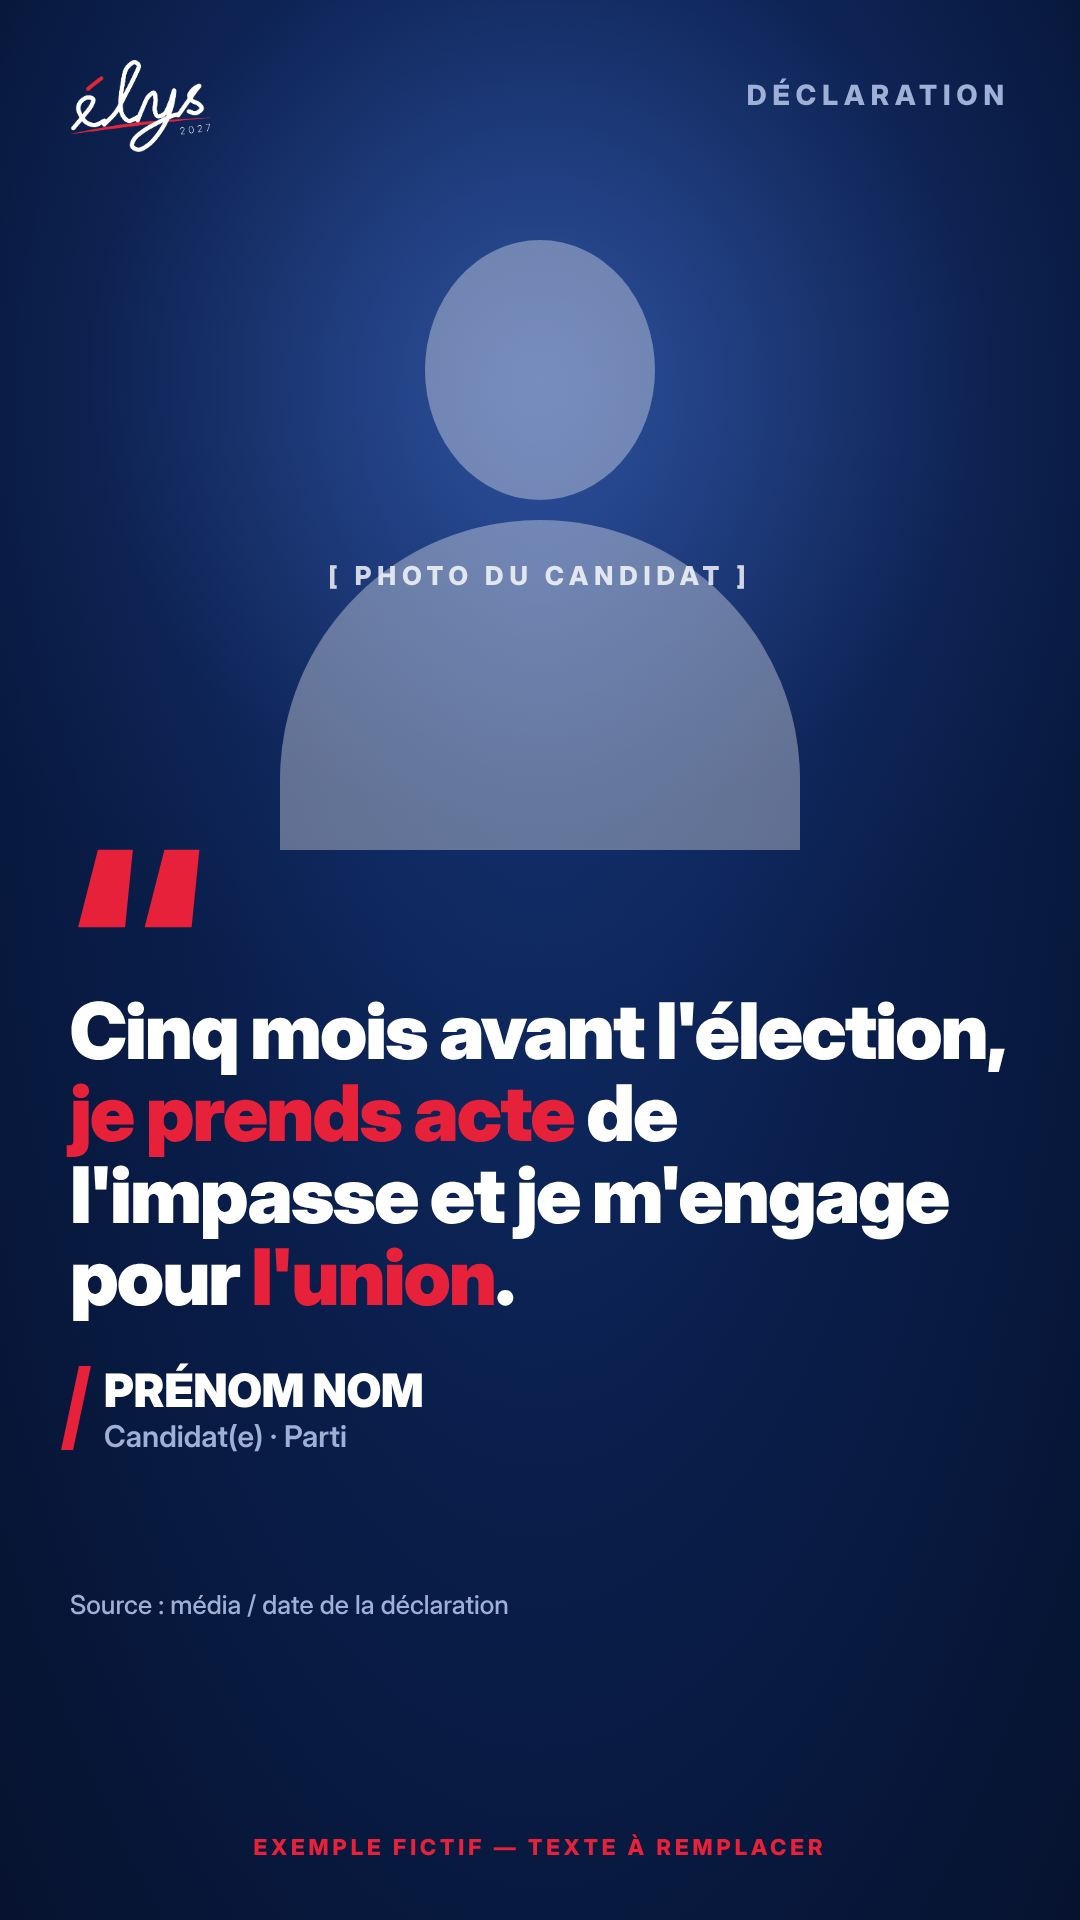 élys
2027
DÉCLARATION
[ PHOTO DU CANDIDAT ]
"
Cinq mois avant l'élection,
je prends acte de
l'impasse et je m'engage
pour l'union.
PRÉNOM NOM
Candidat(e) · Parti
Source : média / date de la déclaration
EXEMPLE FICTIF — TEXTE À REMPLACER